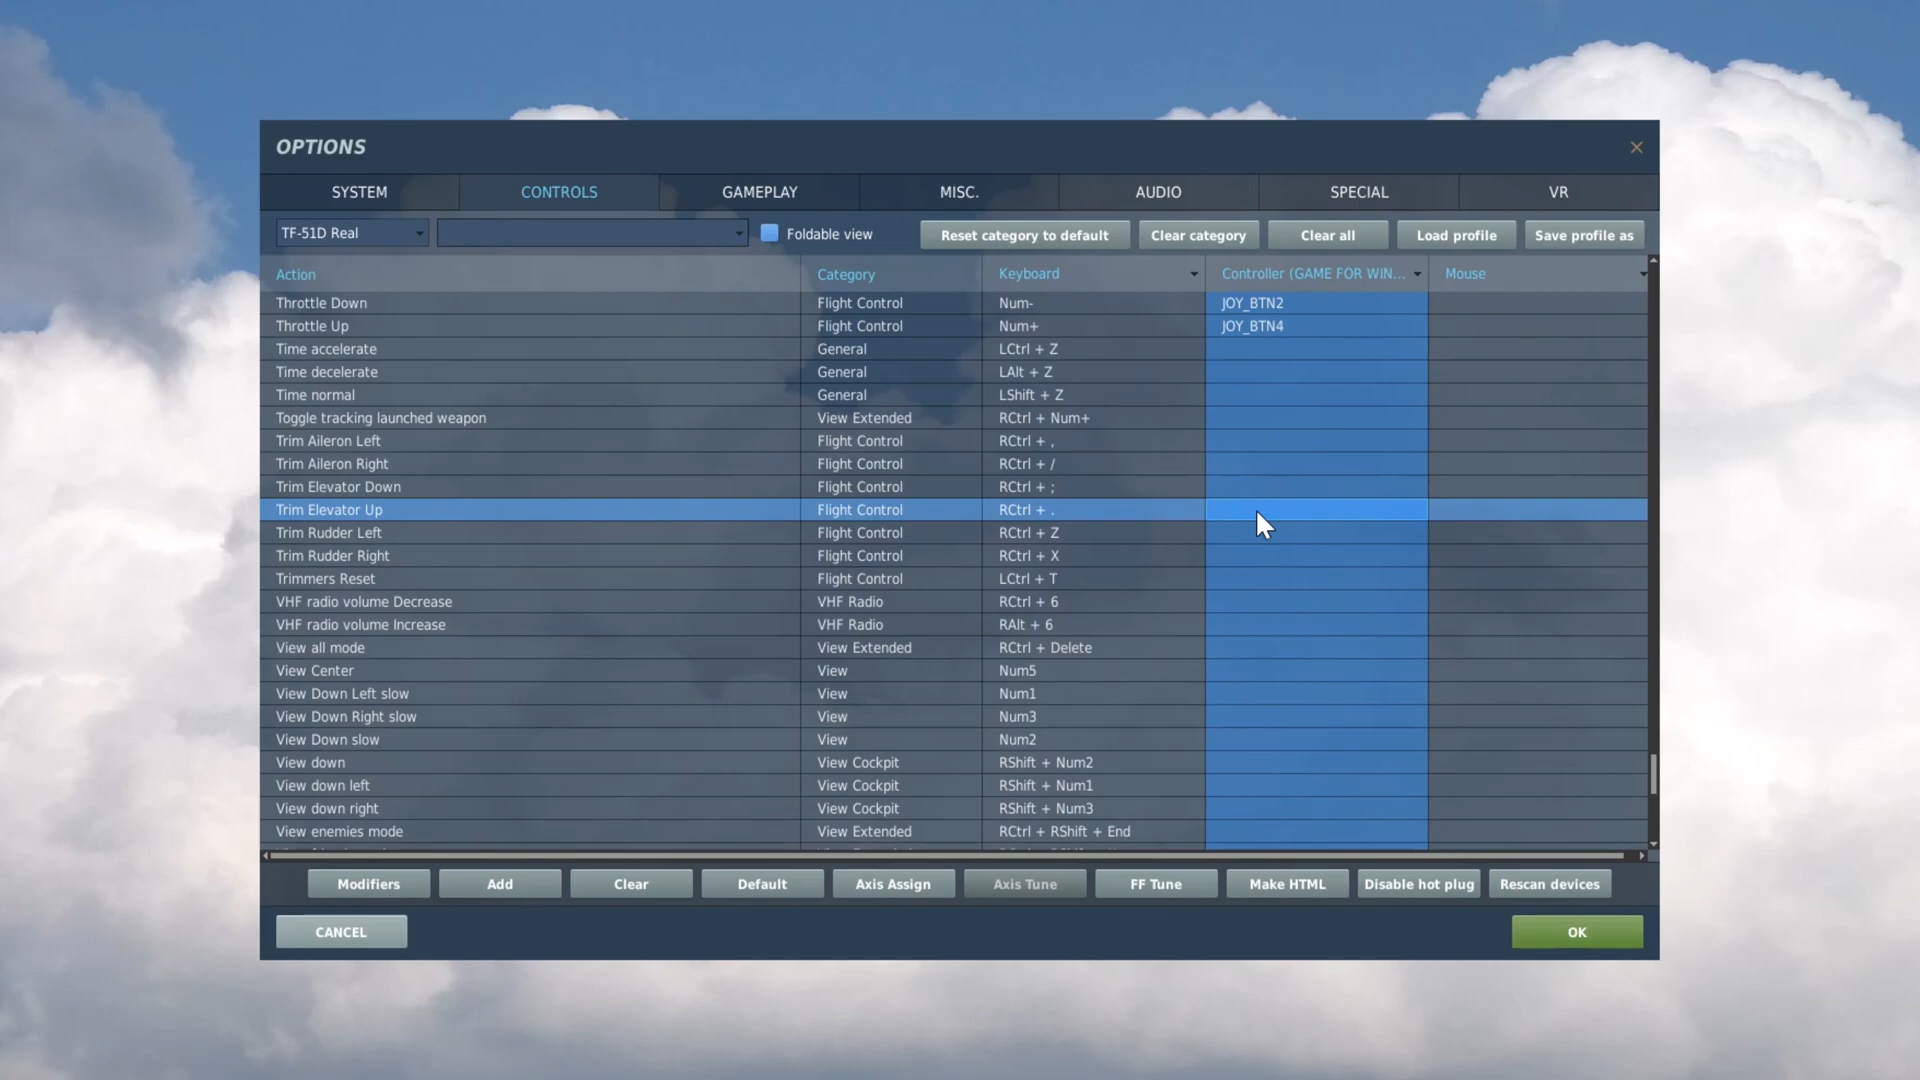 OPTIONS
SYSTEM CONTROLS GAMEPLAY MISC. AUDIO SPECIAL VR
TF-51D Real Foldable view Reset category to default Clear category Clear all Load profile Save profile as
Action Category Keyboard Controller (GAME FOR WIN... Mouse
Throttle Down Flight Control Num- JOY_BTN2
Throttle Up Flight Control Num+ JOY_BTN4
Time accelerate General LCtrl + Z
Time decelerate General LAlt + Z
Time normal General LShift + Z
Toggle tracking launched weapon View Extended RCtrl + Num+
Trim Aileron Left Flight Control RCtrl + ,
Trim Aileron Right Flight Control RCtrl + /
Trim Elevator Down Flight Control RCtrl + ;
Trim Elevator Up Flight Control RCtrl + .
Trim Rudder Left Flight Control RCtrl + Z
Trim Rudder Right Flight Control RCtrl + X
Trimmers Reset Flight Control LCtrl + T
VHF radio volume Decrease VHF Radio RCtrl + 6
VHF radio volume Increase VHF Radio RAlt + 6
View all mode View Extended RCtrl + Delete
View Center View Num5
View Down Left slow View Num1
View Down Right slow View Num3
View Down slow View Num2
View down View Cockpit RShift + Num2
View down left View Cockpit RShift + Num1
View down right View Cockpit RShift + Num3
View enemies mode View Extended RCtrl + RShift + End
Modifiers Add Clear Default Axis Assign Axis Tune FF Tune Make HTML Disable hot plug Rescan devices
CANCEL OK